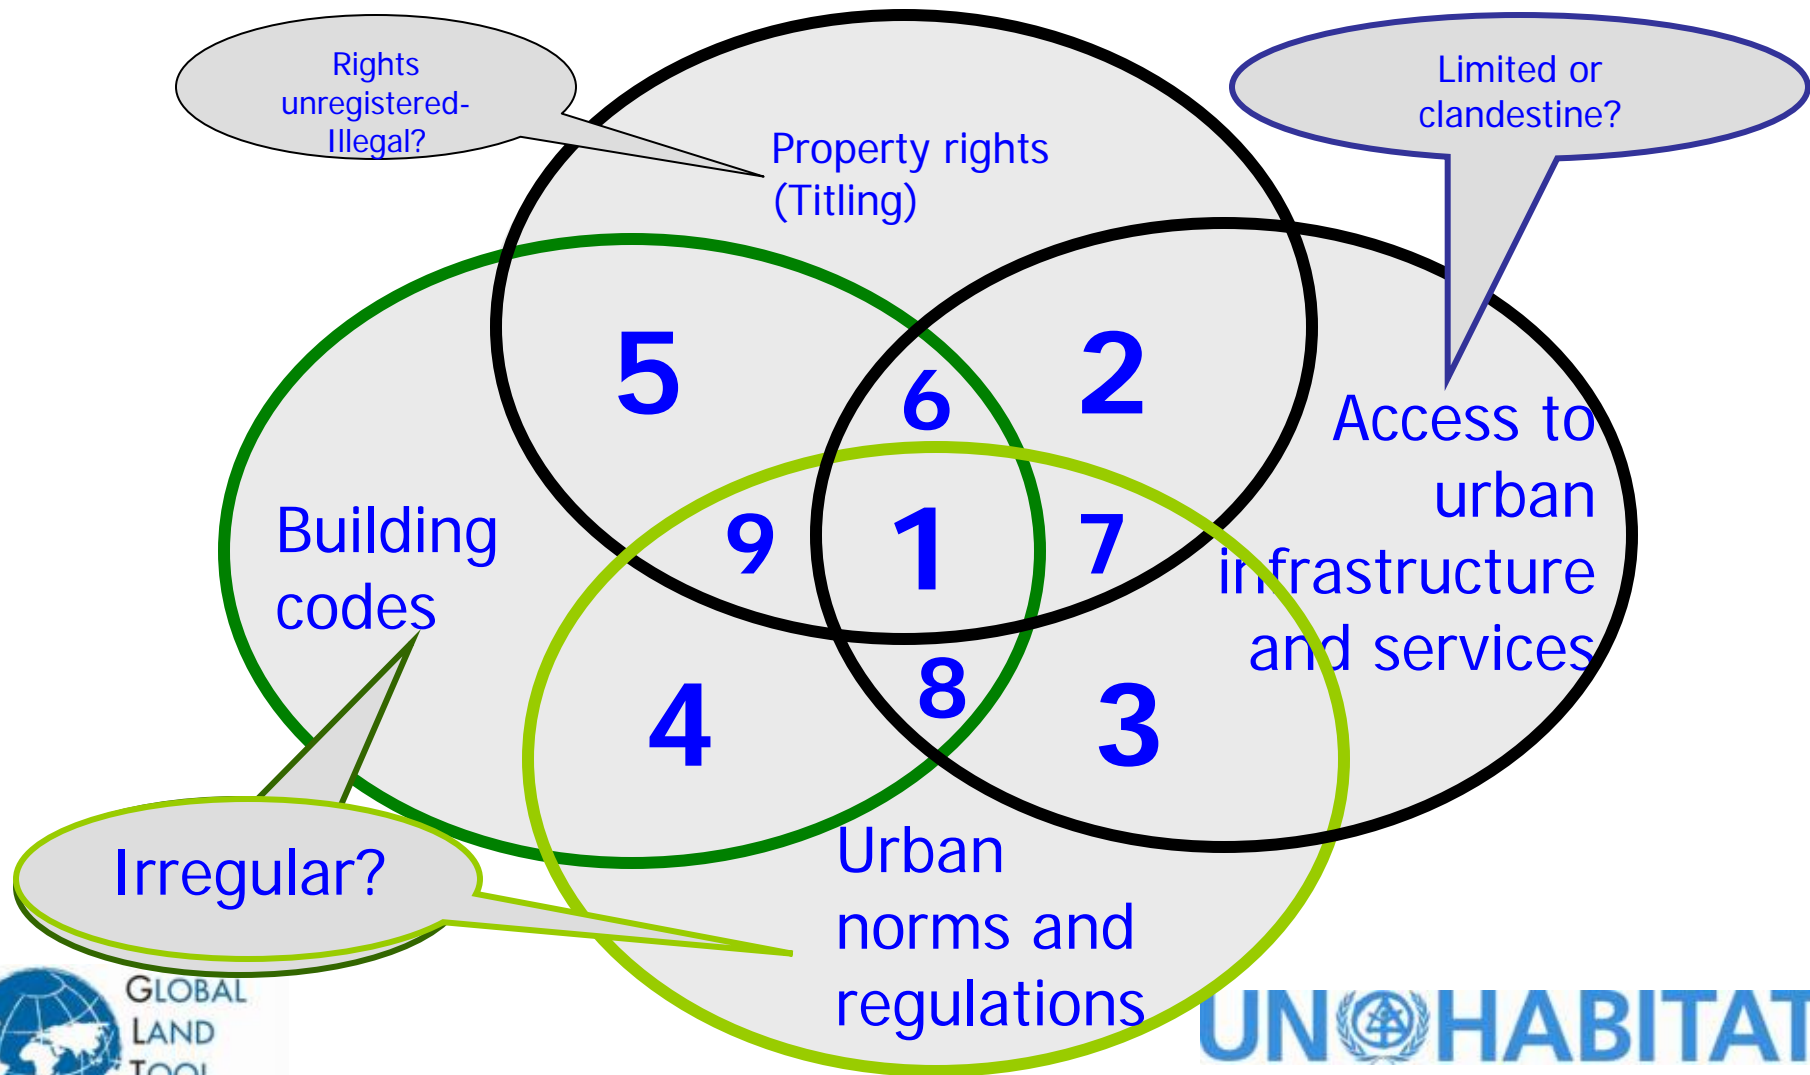 Rights
unregistered-
Illegal?
Limited or
clandestine?
Property rights
(Titling)
5
6
2
Access to
urban
infrastructure
and services
Building
codes
9
1
7
4
8
3
Irregular?
Urban
norms and
regulations
GLOBAL
LAND
TOOL
UN HABITAT